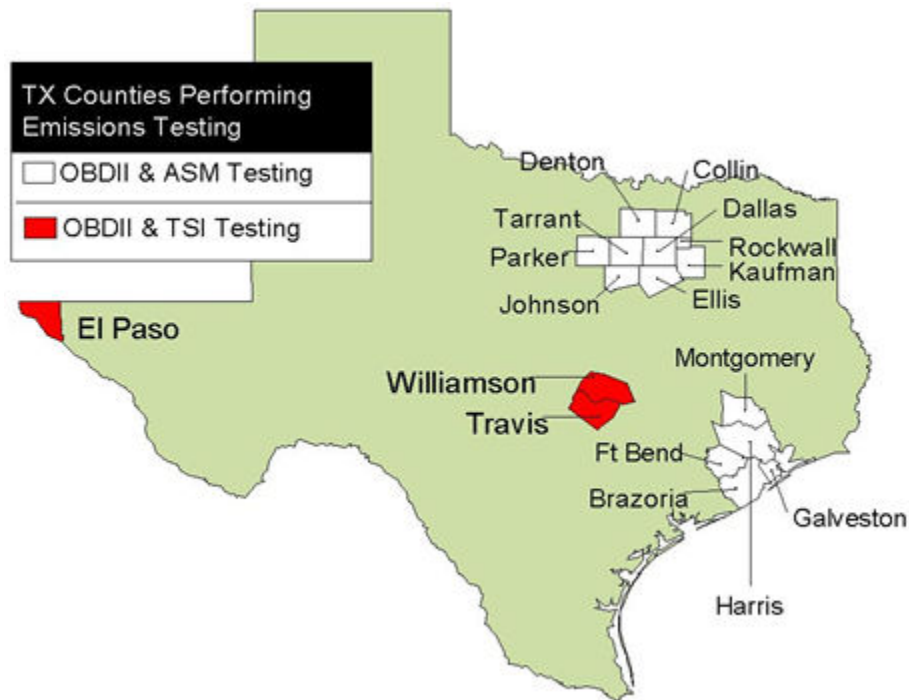 TX Counties Performing
Emissions Testing
OBDII & ASM Testing
OBDII & TSI Testing
Denton
Collin
Tarrant
Dallas
Parker
Rockwall
Kaufman
Johnson
Ellis
El Paso
Montgomery
Williamson
Travis
Ft Bend
Brazoria
Galveston
Harris